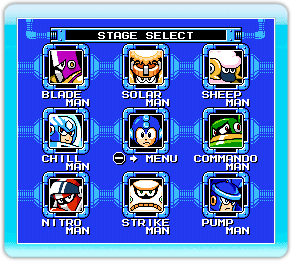 STAGE SELECT
BLADE MAN
SOLAR MAN
SHEEP MAN
CHILL MAN
⊖ → MENU
COMMANDO MAN
NITRO MAN
STRIKE MAN
PUMP MAN